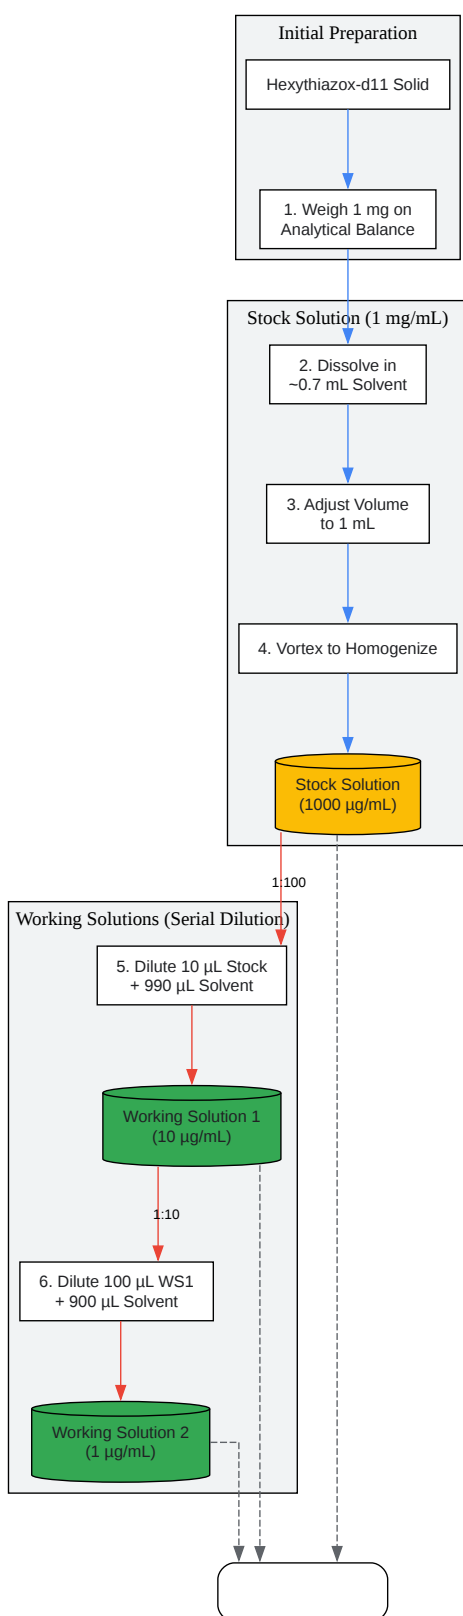 Initial Preparation
Hexythiazox-d11 Solid
1. Weigh 1 mg on
Analytical Balance
Stock Solution (1 mg/mL)
2. Dissolve in
~0.7 mL Solvent
3. Adjust Volume
to 1 mL
4. Vortex to Homogenize
Stock Solution
(1000 µg/mL)
1:100
Working Solutions (Serial Dilution)
5. Dilute 10 µL Stock
+ 990 µL Solvent
Working Solution 1
(10 µg/mL)
1:10
6. Dilute 100 µL WS1
+ 900 µL Solvent
Working Solution 2
(1 µg/mL)